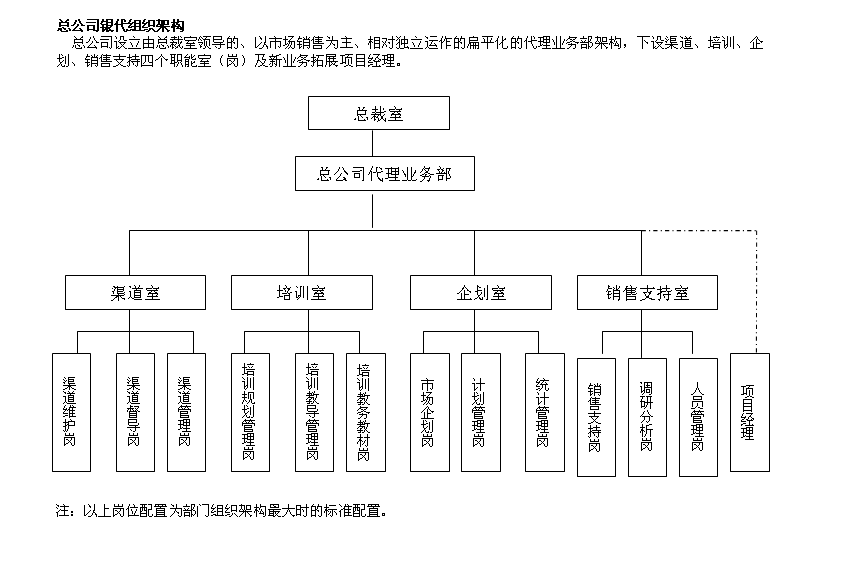 总公司银代组织架构
总公司设立由总裁室领导的、以市场销售为主、相对独立运作的扁平化的代理业务部架构，下设渠道、培训、企
划、销售支持四个职能室（岗）及新业务拓展项目经理。
总裁室
总公司代理业务部
渠道室
培训室
企划室
销售支持室
渠道维护岗
渠道督导岗
渠道管理岗
培训规划管理岗
培训教导管理岗
培训教务教材岗
市场企划岗
计划管理岗
统计管理岗
销售支持岗
调研分析岗
人员管理岗
项目经理
注：以上岗位配置为部门组织架构最大时的标准配置。